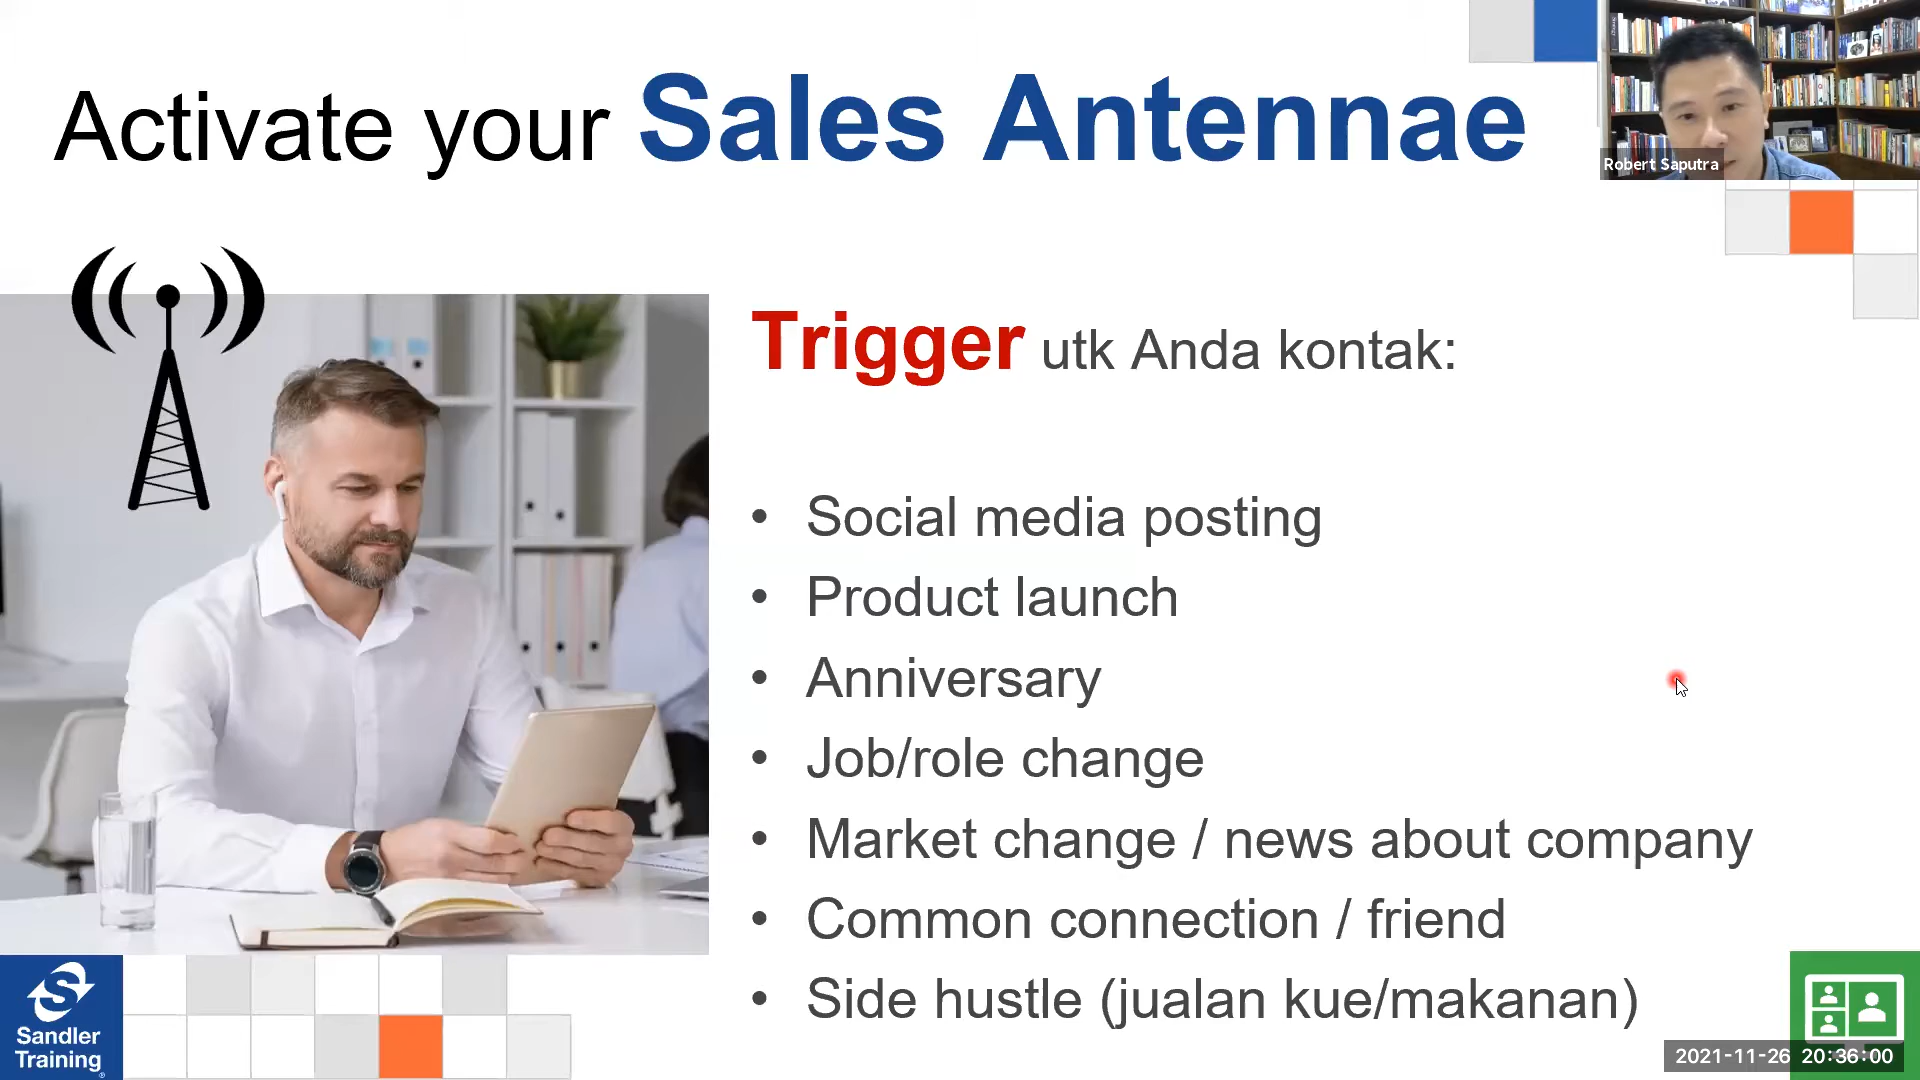 Activate your Sales Antennae
Robert Saputra
Trigger utk Anda kontak:
• Social media posting
• Product launch
• Anniversary
• Job/role change
• Market change / news about company
• Common connection / friend
• Side hustle (jualan kue/makanan)
Sandler
Training®
2021-11-26 20:36:00